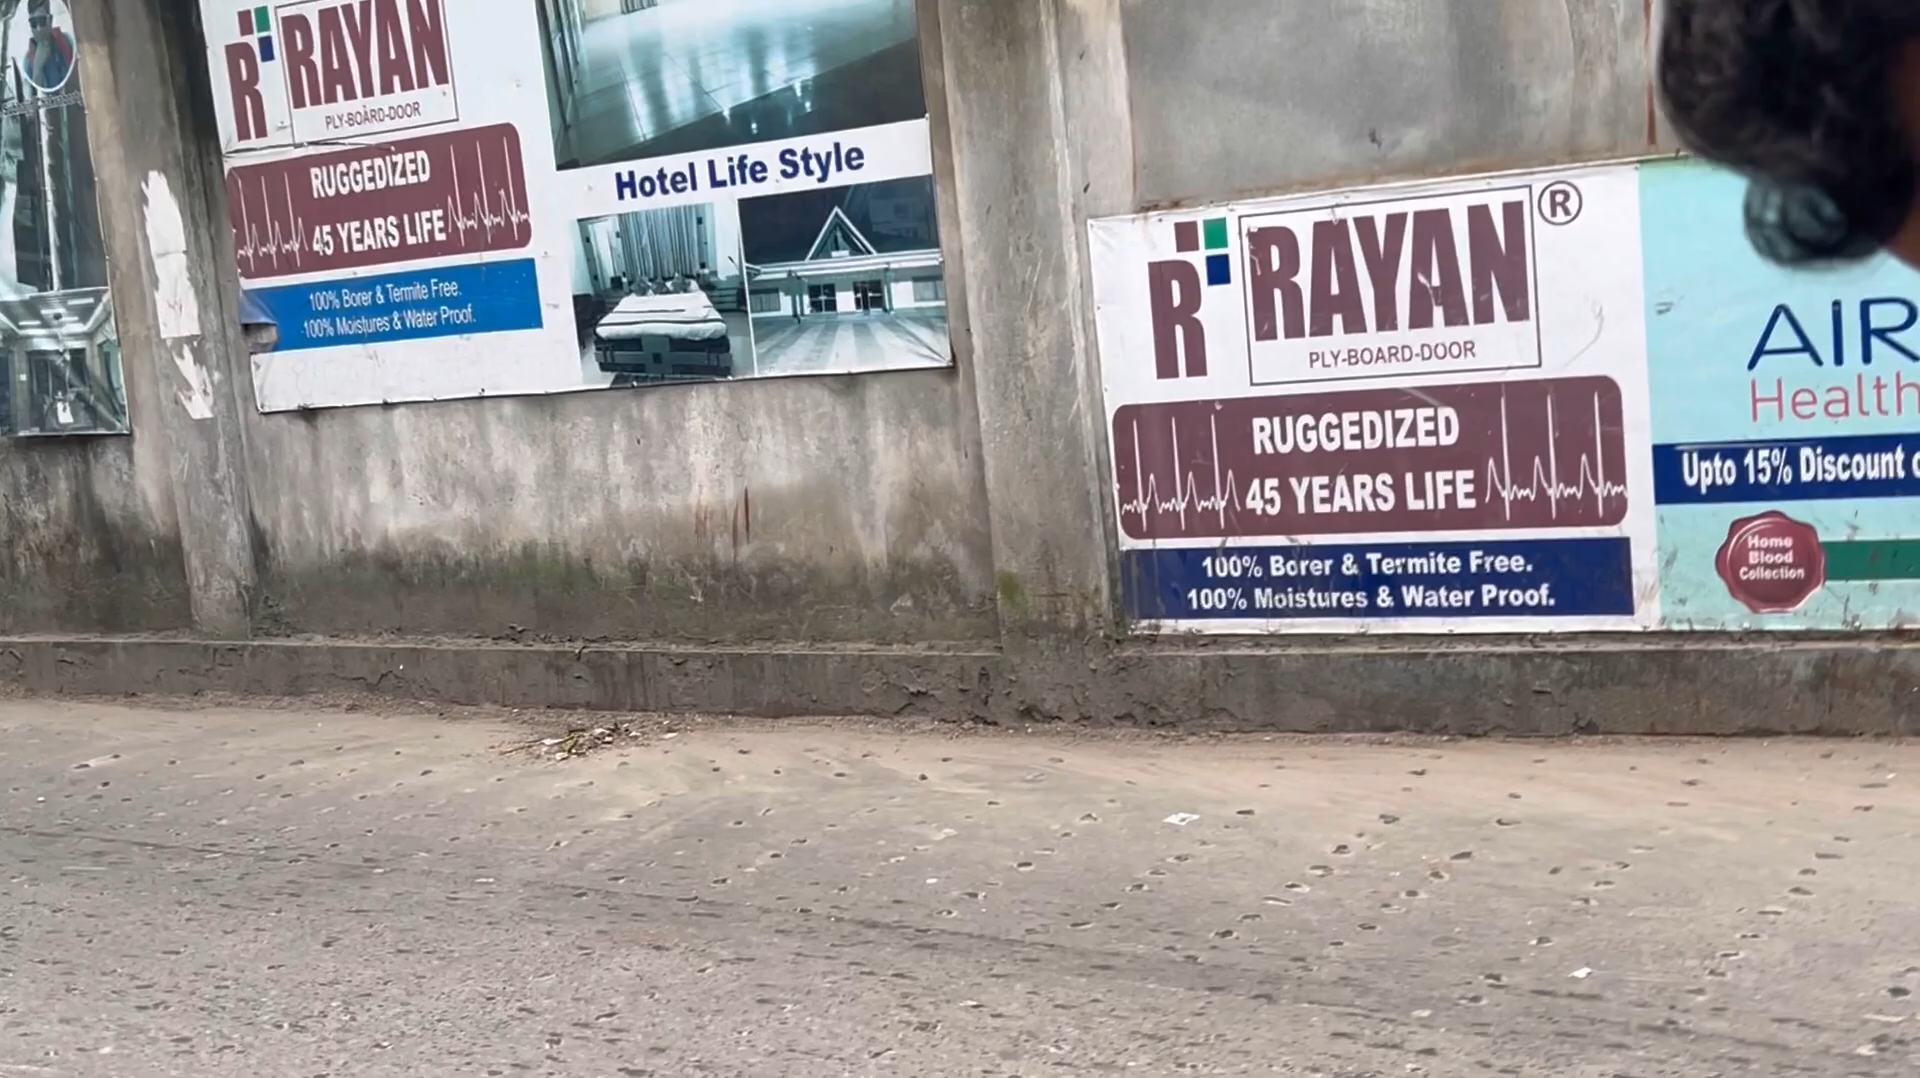 R RAYAN
PLY-BOARD-DOOR
RUGGEDIZED
45 YEARS LIFE
100% Borer & Termite Free.
100% Moistures & Water Proof.
Hotel Life Style
R RAYAN ®
PLY-BOARD-DOOR
RUGGEDIZED
45 YEARS LIFE
100% Borer & Termite Free.
100% Moistures & Water Proof.
AIR
Health
Upto 15% Discount
Home
Blood
Collection